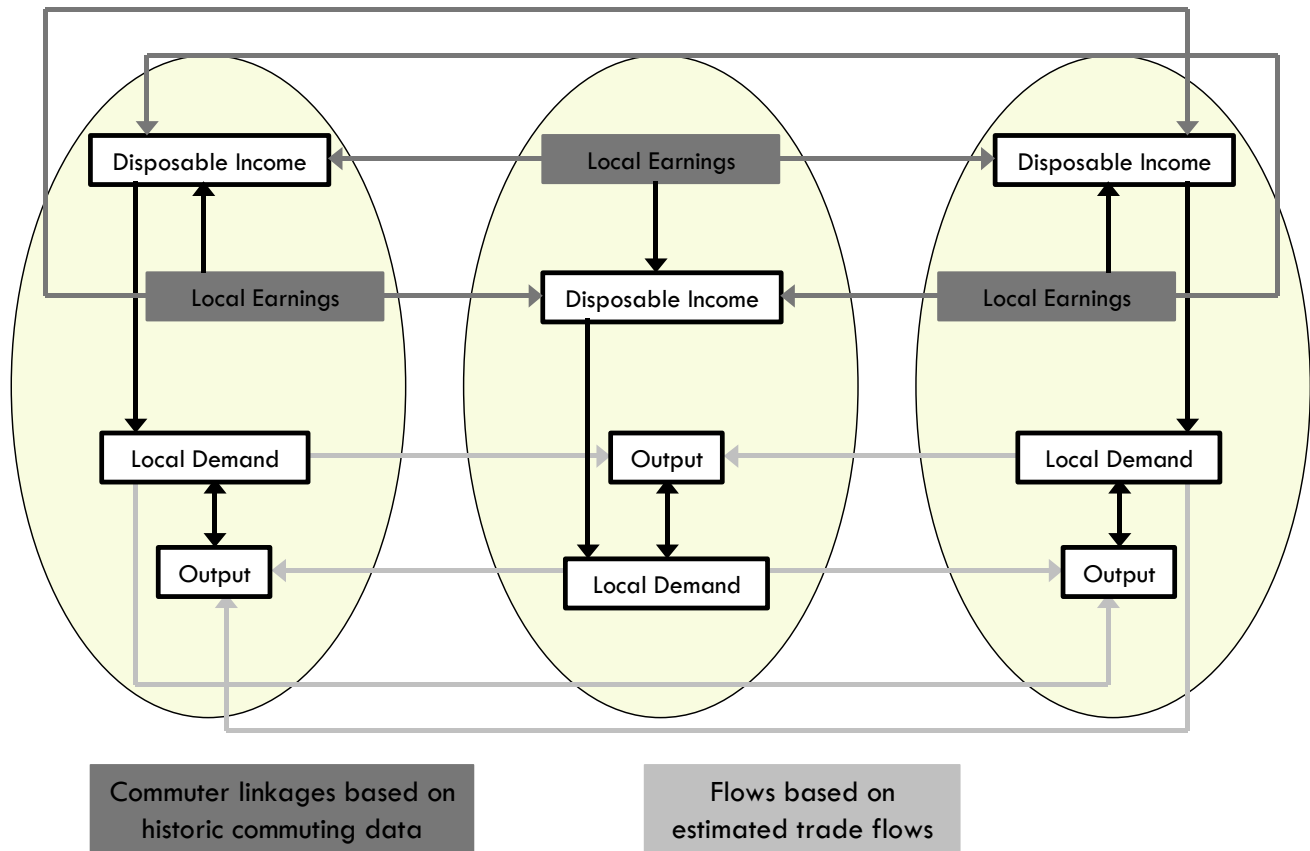 Disposable Income
Local Earnings
Disposable Income
Local Earnings
Disposable Income
Local Earnings
Local Demand
Output
Local Demand
Output
Local Demand
Output
Commuter linkages based on
historic commuting data
Flows based on
estimated trade flows